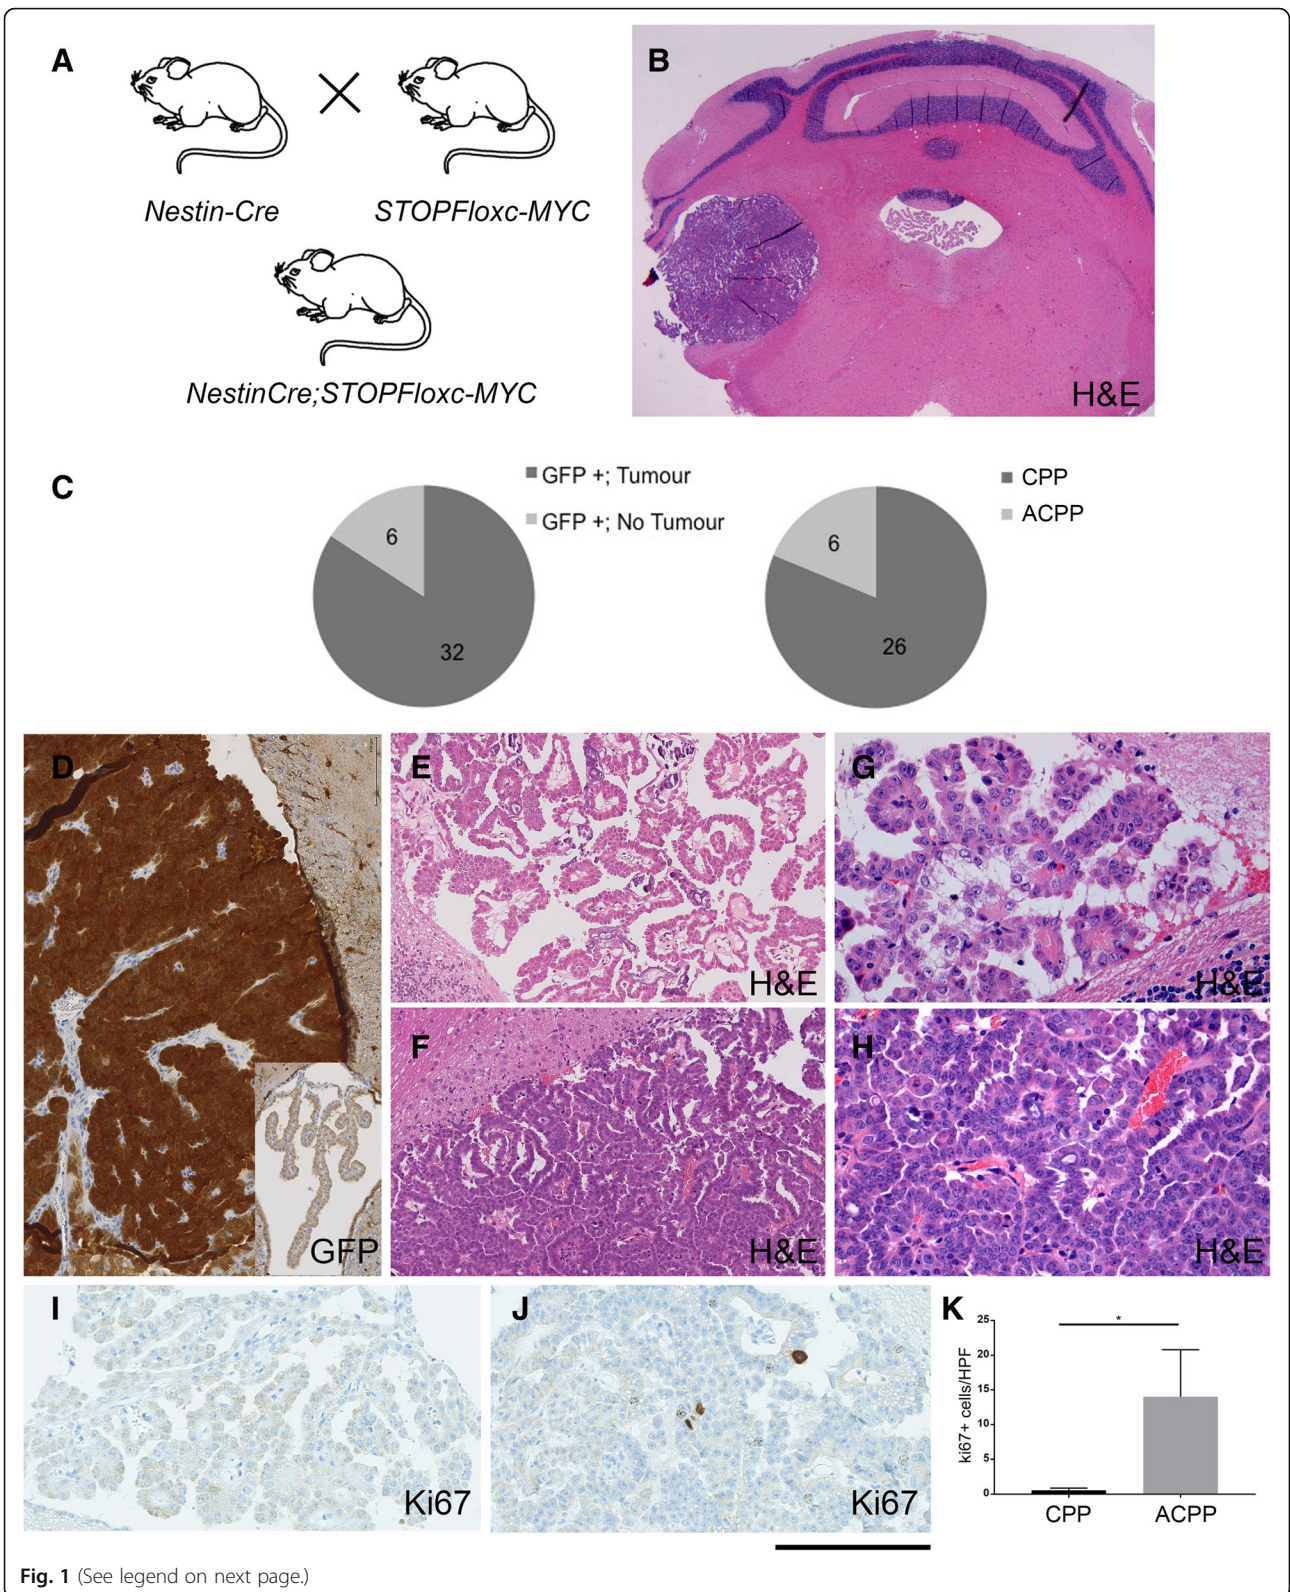 A
Nestin-Cre
STOPFloxc-MYC
NestinCre;STOPFloxc-MYC
B
H&E
C
GFP +; Tumour
GFP +; No Tumour
6
32
CPP
ACPP
6
26
D
GFP
E
H&E
G
H&E
F
H&E
H
H&E
I
Ki67
J
Ki67
K
*
ki67+ cells/HPF
25
20
15
10
5
0
CPP
ACPP
Fig. 1 (See legend on next page.)